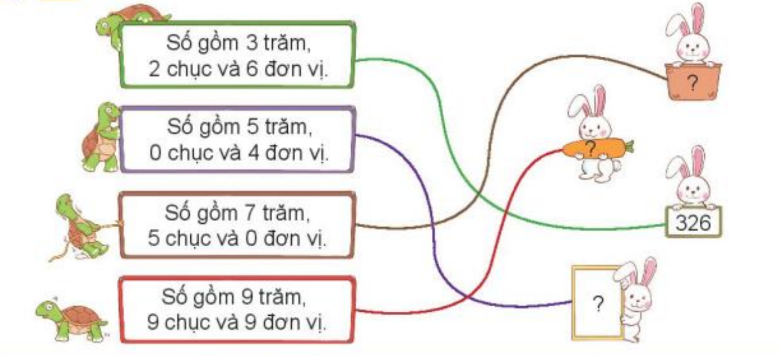 Số gồm 3 trăm,
2 chục và 6 đơn vị.
?
Số gồm 5 trăm,
0 chục và 4 đơn vị.
?
Số gồm 7 trăm,
5 chục và 0 đơn vị.
326
Số gồm 9 trăm,
9 chục và 9 đơn vị.
?